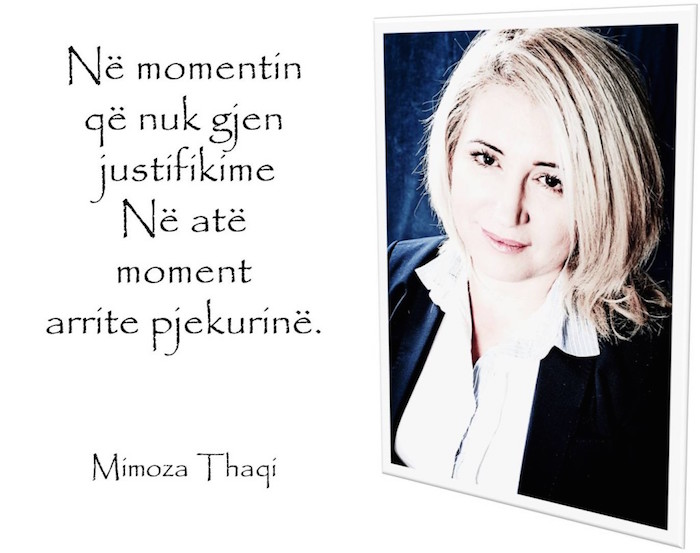 Në momentin
që nuk gjen
justifikime
Në atë
moment
arrite pjekurinë.
Mimoza Thaqi